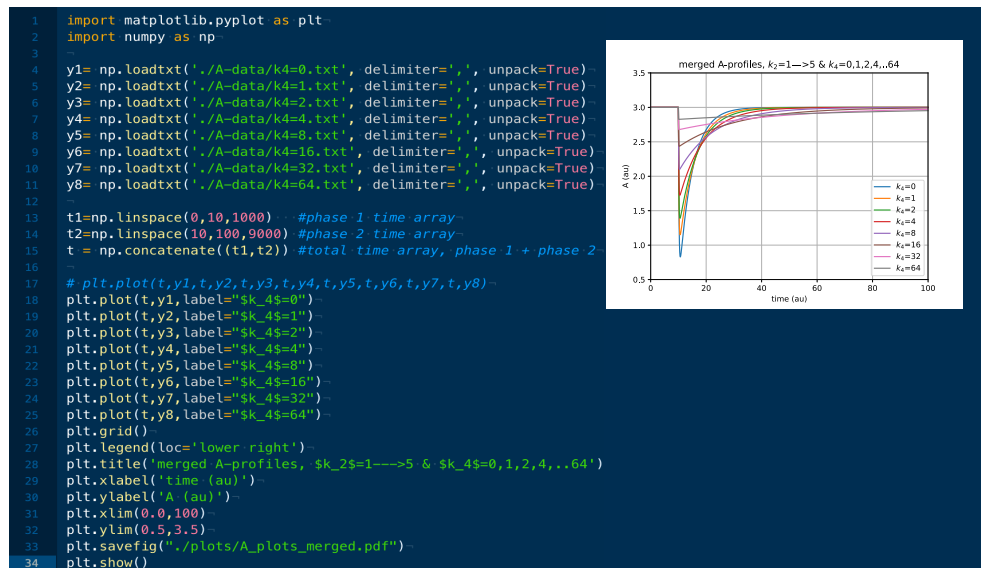 1 import matplotlib.pyplot as plt
2 import numpy as np
3
4 y1= np.loadtxt('./A-data/k4=0.txt', delimiter=',', unpack=True)
5 y2= np.loadtxt('./A-data/k4=1.txt', delimiter=',', unpack=True)
6 y3= np.loadtxt('./A-data/k4=2.txt', delimiter=',', unpack=True)
7 y4= np.loadtxt('./A-data/k4=4.txt', delimiter=',', unpack=True)
8 y5= np.loadtxt('./A-data/k4=8.txt', delimiter=',', unpack=True)
9 y6= np.loadtxt('./A-data/k4=16.txt', delimiter=',', unpack=True)
10 y7= np.loadtxt('./A-data/k4=32.txt', delimiter=',', unpack=True)
11 y8= np.loadtxt('./A-data/k4=64.txt', delimiter=',', unpack=True)
12
13 t1=np.linspace(0,10,1000)   #phase 1 time array
14 t2=np.linspace(10,100,9000) #phase 2 time array
15 t = np.concatenate((t1,t2)) #total time array, phase 1 + phase 2
16
17 # plt.plot(t,y1,t,y2,t,y3,t,y4,t,y5,t,y6,t,y7,t,y8)
18 plt.plot(t,y1,label="$k_4$=0")
19 plt.plot(t,y2,label="$k_4$=1")
20 plt.plot(t,y3,label="$k_4$=2")
21 plt.plot(t,y4,label="$k_4$=4")
22 plt.plot(t,y5,label="$k_4$=8")
23 plt.plot(t,y6,label="$k_4$=16")
24 plt.plot(t,y7,label="$k_4$=32")
25 plt.plot(t,y8,label="$k_4$=64")
26 plt.grid()
27 plt.legend(loc='lower right')
28 plt.title('merged A-profiles, $k_2$=1--->5 & $k_4$=0,1,2,4,..64')
29 plt.xlabel('time (au)')
30 plt.ylabel('A (au)')
31 plt.xlim(0.0,100)
32 plt.ylim(0.5,3.5)
33 plt.savefig("./plots/A_plots_merged.pdf")
34 plt.show()
merged A-profiles, k₂=1—>5 & k₄=0,1,2,4,..64
3.5
3.0
2.5
2.0
1.5
1.0
0.5
A (au)
k₄=0
k₄=1
k₄=2
k₄=4
k₄=8
k₄=16
k₄=32
k₄=64
0 20 40 60 80 100
time (au)